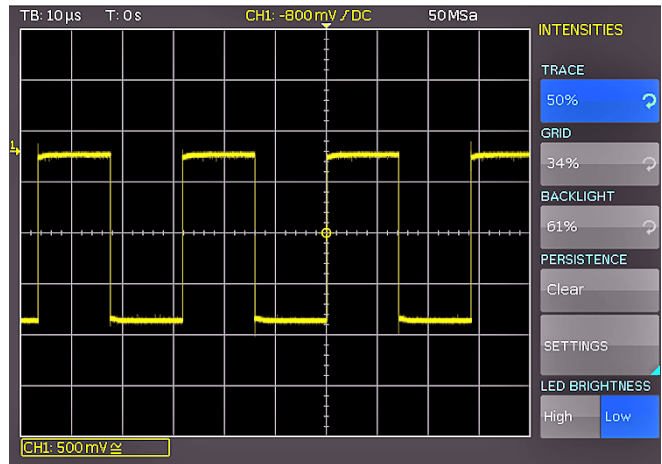 TB: 10 µs T: 0 s CH1: -800 mV ⎍ DC 50 MSa
INTENSITIES
TRACE
50%
GRID
34%
1
BACKLIGHT
61%
PERSISTENCE
Clear
SETTINGS
LED BRIGHTNESS
High Low
CH1: 500 mV ≅